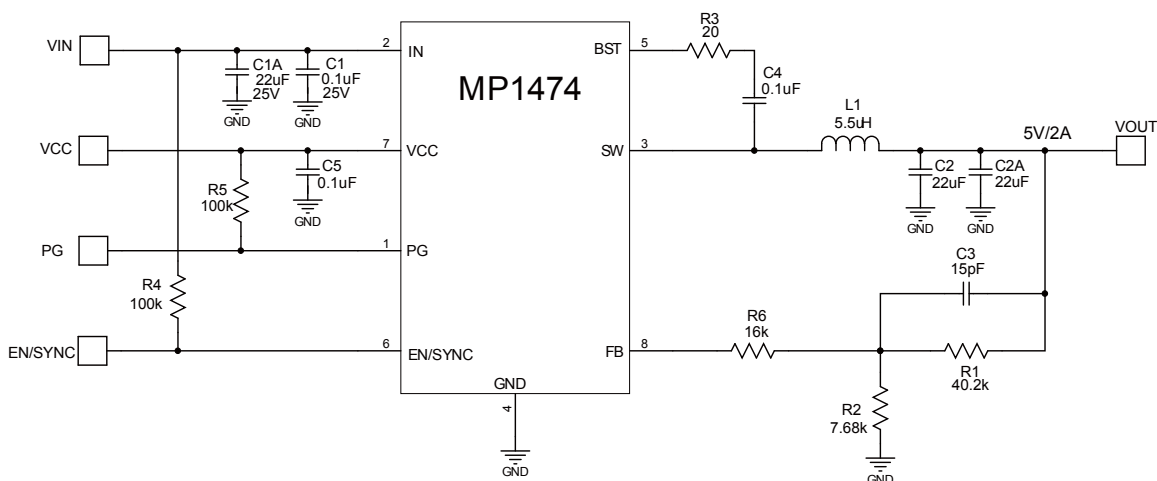 VIN
2
IN
C1A
22uF
25V
GND
C1
0.1uF
25V
GND
VCC
7
VCC
C5
0.1uF
GND
R5
100k
PG
1
PG
R4
100k
EN/SYNC
6
EN/SYNC
MP1474
GND
4
GND
BST
5
R3
20
C4
0.1uF
SW
3
L1
5.5uH
5V/2A
VOUT
C2
22uF
GND
C2A
22uF
GND
C3
15pF
FB
8
R6
16k
R1
40.2k
R2
7.68k
GND